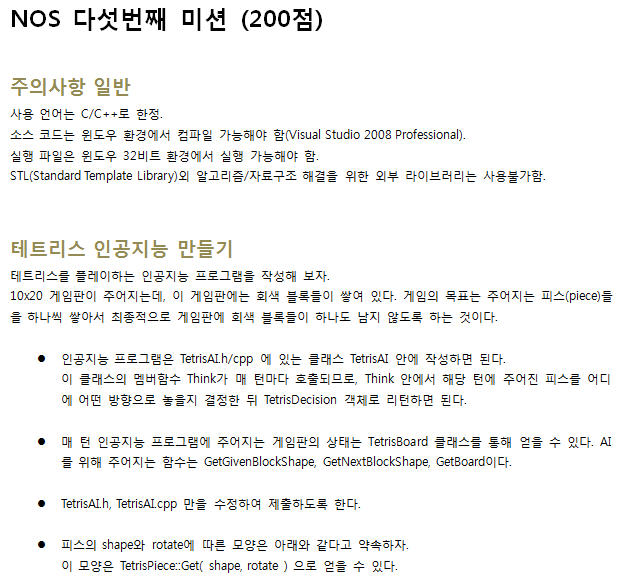 NOS 다섯번째 미션 (200점)
주의사항 일반
사용 언어는 C/C++로 한정.
소스 코드는 윈도우 환경에서 컴파일 가능해야 함(Visual Studio 2008 Professional).
실행 파일은 윈도우 32비트 환경에서 실행 가능해야 함.
STL(Standard Template Library)외 알고리즘/자료구조 해결을 위한 외부 라이브러리는 사용불가함.
테트리스 인공지능 만들기
테트리스를 플레이하는 인공지능 프로그램을 작성해 보자.
10x20 게임판이 주어지는데, 이 게임판에는 회색 블록들이 쌓여 있다. 게임의 목표는 주어지는 피스(piece)들
을 하나씩 쌓아서 최종적으로 게임판에 회색 블록들이 하나도 남지 않도록 하는 것이다.
● 인공지능 프로그램은 TetrisAI.h/cpp 에 있는 클래스 TetrisAI 안에 작성하면 된다.
이 클래스의 멤버함수 Think가 매 턴마다 호출되므로, Think 안에서 해당 턴에 주어진 피스를 어디
에 어떤 방향으로 놓을지 결정한 뒤 TetrisDecision 객체로 리턴하면 된다.
● 매 턴 인공지능 프로그램에 주어지는 게임판의 상태는 TetrisBoard 클래스를 통해 얻을 수 있다. AI
를 위해 주어지는 함수는 GetGivenBlockShape, GetNextBlockShape, GetBoard이다.
● TetrisAI.h, TetrisAI.cpp 만을 수정하여 제출하도록 한다.
● 피스의 shape와 rotate에 따른 모양은 아래와 같다고 약속하자.
이 모양은 TetrisPiece::Get( shape, rotate ) 으로 얻을 수 있다.